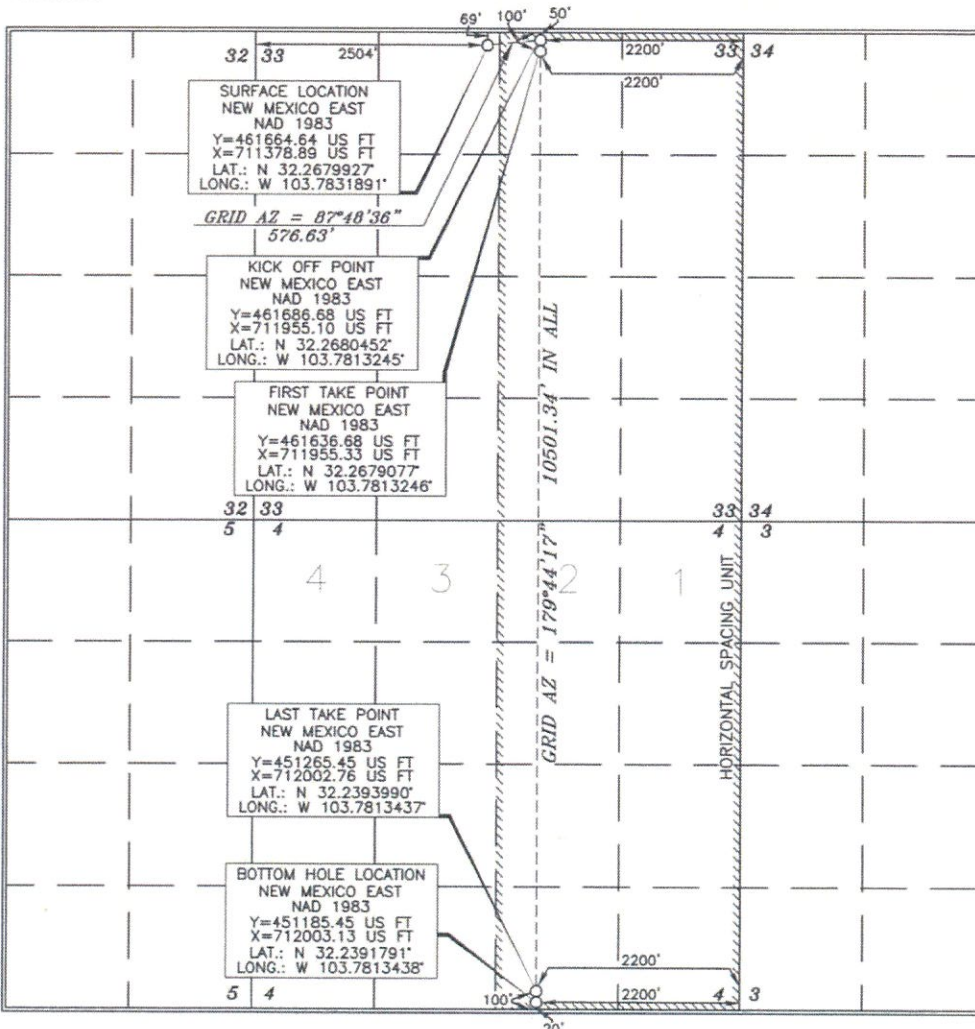 69' 100' 50'
32 33 2504' 2200' 33 34
2200'
SURFACE LOCATION
NEW MEXICO EAST
NAD 1983
Y=461664.64 US FT
X=711378.89 US FT
LAT.: N 32.2679927°
LONG.: W 103.7831891°
GRID AZ = 87°48'36"
576.63'
KICK OFF POINT
NEW MEXICO EAST
NAD 1983
Y=461686.68 US FT
X=711955.10 US FT
LAT.: N 32.2680452°
LONG.: W 103.7813245°
FIRST TAKE POINT
NEW MEXICO EAST
NAD 1983
Y=461636.68 US FT
X=711955.33 US FT
LAT.: N 32.2679077°
LONG.: W 103.7813246°
GRID AZ = 179°44'17" 10501.34' IN ALL
32 33 33 34
5 4 4 3
4 3 2 1
HORIZONTAL SPACING UNIT
LAST TAKE POINT
NEW MEXICO EAST
NAD 1983
Y=451265.45 US FT
X=712002.76 US FT
LAT.: N 32.2393990°
LONG.: W 103.7813437°
BOTTOM HOLE LOCATION
NEW MEXICO EAST
NAD 1983
Y=451185.45 US FT
X=712003.13 US FT
LAT.: N 32.2391791°
LONG.: W 103.7813438°
2200'
5 4 100' 2200' 4 3
20'